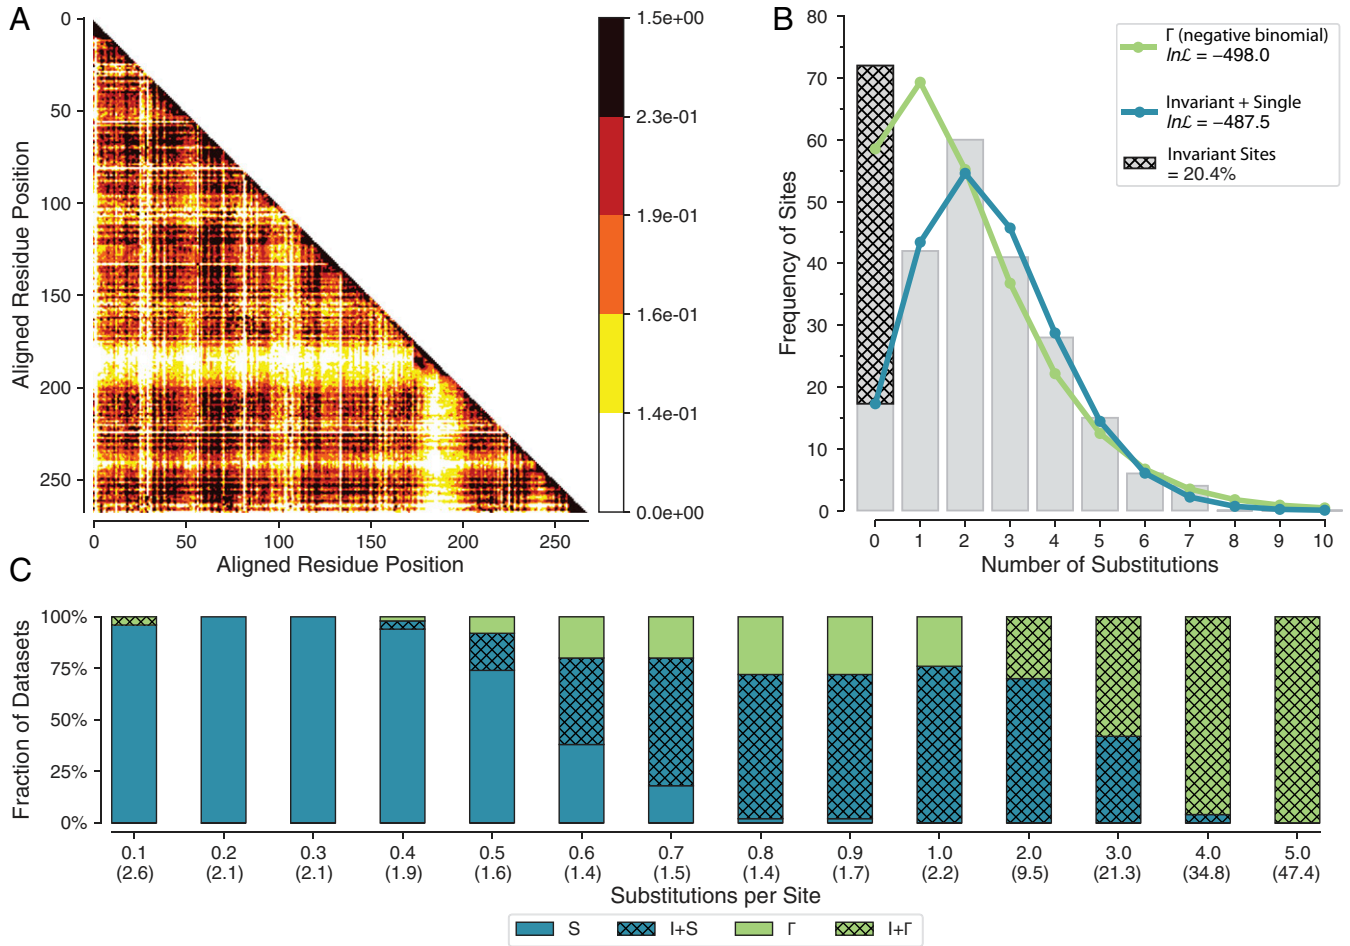 A
0
50
100
150
200
250
Aligned Residue Position
0
50
100
150
200
250
Aligned Residue Position
1.5e+00
2.3e-01
1.9e-01
1.6e-01
1.4e-01
0.0e+00
B
80
70
60
50
40
30
20
10
0
Frequency of Sites
0
1
2
3
4
5
6
7
8
9
10
Number of Substitutions
Γ (negative binomial)
lnℒ = −498.0
Invariant + Single
lnℒ = −487.5
Invariant Sites
= 20.4%
C
100%
75%
50%
25%
0%
Fraction of Datasets
0.1 0.2 0.3 0.4 0.5 0.6 0.7 0.8 0.9 1.0 2.0 3.0 4.0 5.0
(2.6) (2.1) (2.1) (1.9) (1.6) (1.4) (1.5) (1.4) (1.7) (2.2) (9.5) (21.3) (34.8) (47.4)
Substitutions per Site
S I+S Γ I+Γ